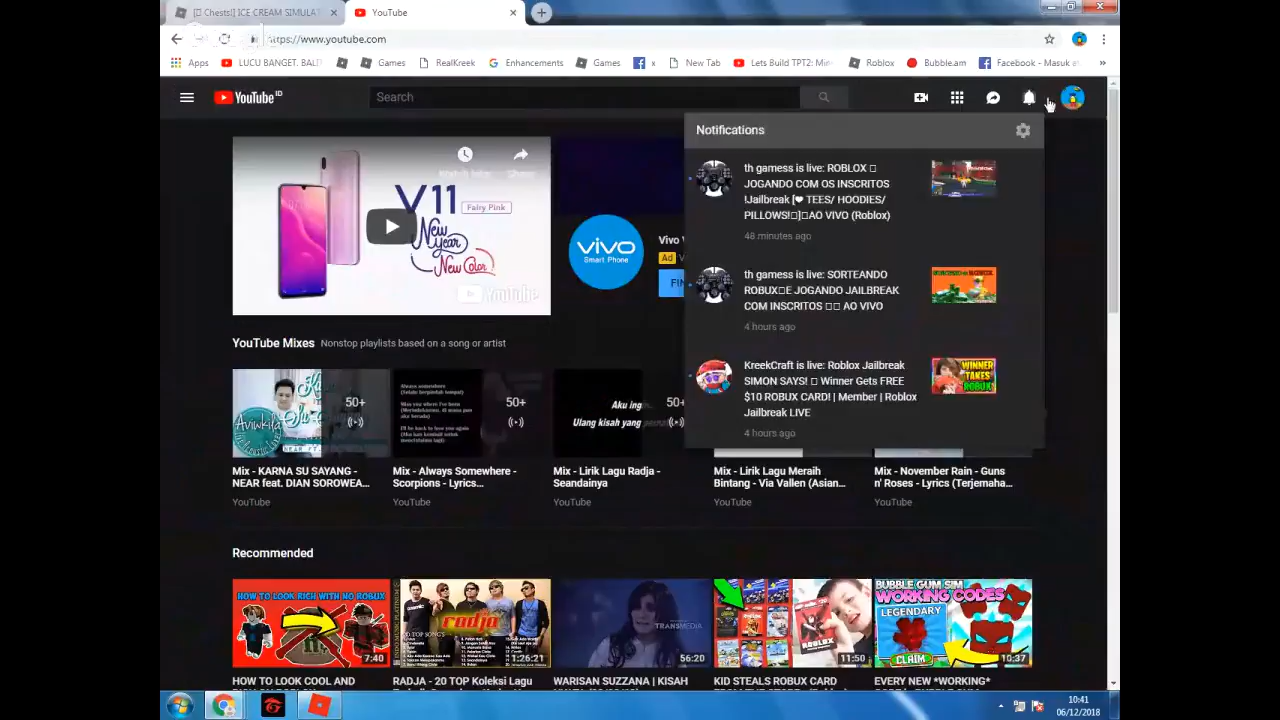 [ Chests!] ICE CREAM SIMULAT
YouTube
https://www.youtube.com
Apps
LUCU BANGET. BALI
Games
RealKreek
Enhancements
Games
x
New Tab
Lets Build TPT2: Min
Roblox
Bubble.am
Facebook - Masuk at
»
YouTube ID
Search
Notifications
th gamess is live: ROBLOX
JOGANDO COM OS INSCRITOS
!Jailbreak [❤ TEES/ HOODIES/
PILLOWS!]AO VIVO (Roblox)
48 minutes ago
th gamess is live: SORTEANDO
ROBUX E JOGANDO JAILBREAK
COM INSCRITOS AO VIVO
4 hours ago
KreekCraft is live: Roblox Jailbreak
SIMON SAYS! Winner Gets FREE
$10 ROBUX CARD! | Member | Roblox
Jailbreak LIVE
4 hours ago
WINNER
TAKES
ROBUX
V11
Fairy Pink
New
Year
New Color
YouTube
vivo
Smart Phone
Vivo
Ad
FIN
YouTube Mixes Nonstop playlists based on a song or artist
50+
50+
Aku ingin
Ulang kisah yang
50+
Mix - KARNA SU SAYANG -
NEAR feat. DIAN SOROWEA...
YouTube
Mix - Always Somewhere -
Scorpions - Lyrics...
YouTube
Mix - Lirik Lagu Radja -
Seandainya
YouTube
Mix - Lirik Lagu Meraih
Bintang - Via Vallen (Asian...
YouTube
Mix - November Rain - Guns
n' Roses - Lyrics (Terjemaha...
YouTube
Recommended
HOW TO LOOK RICH WITH NO ROBUX
7:40
radja
1:26:21
TRANSMEDIA
56:20
ROBLOX
11:50
BUBBLE GUM SIM
WORKING CODES
LEGENDARY
CLAIM
10:37
HOW TO LOOK COOL AND
RADJA - 20 TOP Koleksi Lagu
WARISAN SUZZANA | KISAH
KID STEALS ROBUX CARD
EVERY NEW *WORKING*
10:41
06/12/2018